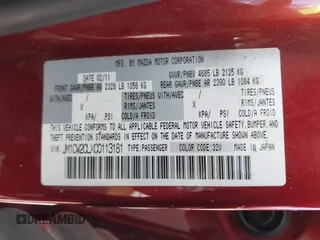 MFD. BY MAZDA MOTOR CORPORATION
DATE 02/11 GVWR/PNBV 4685 LB 2125 KG
FRONT GAWR/PNBE AV 2328 LB 1056 KG REAR GAWR/PNBE AR 2390 LB 1084 KG
WITH/AVEC / TIRES/PNEUS WITH/AVEC / TIRES/PNEUS
X RIMS/JANTES X RIMS/JANTES
KPA/ PSI COLD/A FROID KPA/ PSI COLD/A FROID
THIS VEHICLE CONFORMS TO ALL APPLICABLE FEDERAL MOTOR VEHICLE SAFETY BUMPER AND
THEFT PREVENTION STANDARDS IN EFFECT ON THE DATE OF MANUFACTURE SHOWN ABOVE.
TYPE:PASSENGER COLOR CODE:32V
MADE IN JAPAN